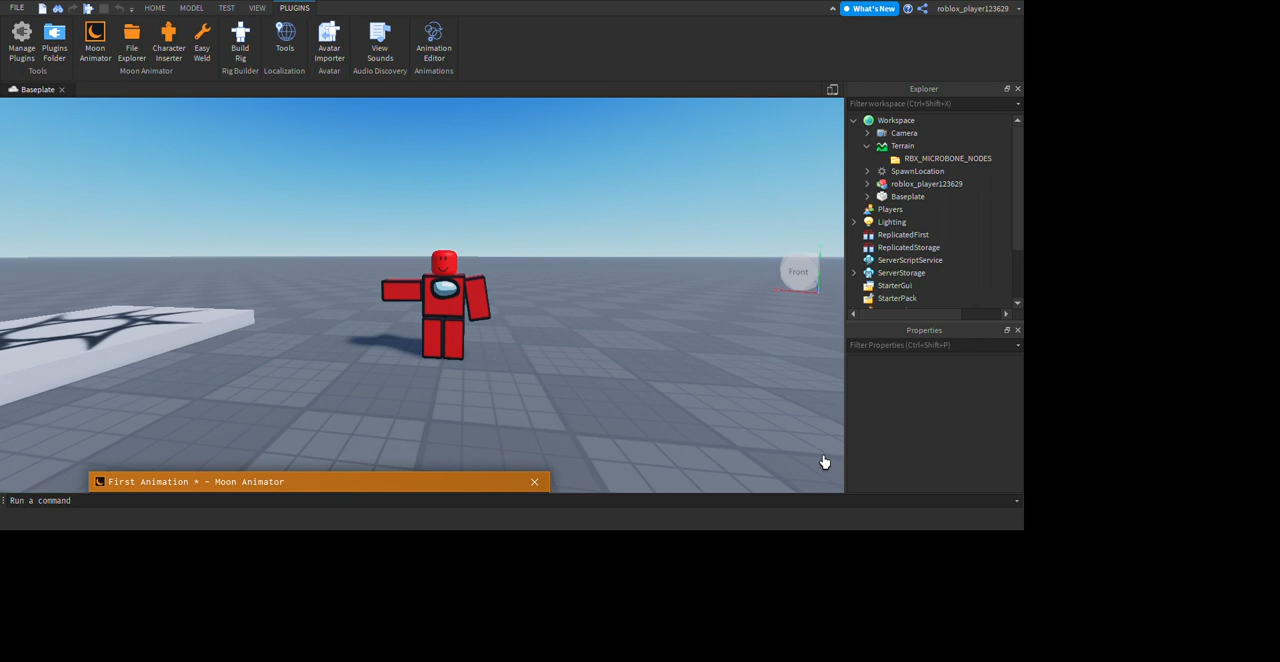 FILE HOME MODEL TEST VIEW PLUGINS What's New roblox_player123629
Manage Plugins
Plugins Folder
Tools
Moon Animator
File Explorer
Character Inserter
Easy Weld
Moon Animator
Build Rig
Rig Builder
Tools
Localization
Avatar Importer
Avatar
View Sounds
Audio Discovery
Animation Editor
Animations
Baseplate
Front
First Animation * - Moon Animator
Run a command
Explorer
Filter workspace (Ctrl+Shift+X)
Workspace
Camera
Terrain
RBX_MICROBONE_NODES
SpawnLocation
roblox_player123629
Baseplate
Players
Lighting
ReplicatedFirst
ReplicatedStorage
ServerScriptService
ServerStorage
StarterGui
StarterPack
Properties
Filter Properties (Ctrl+Shift+P)